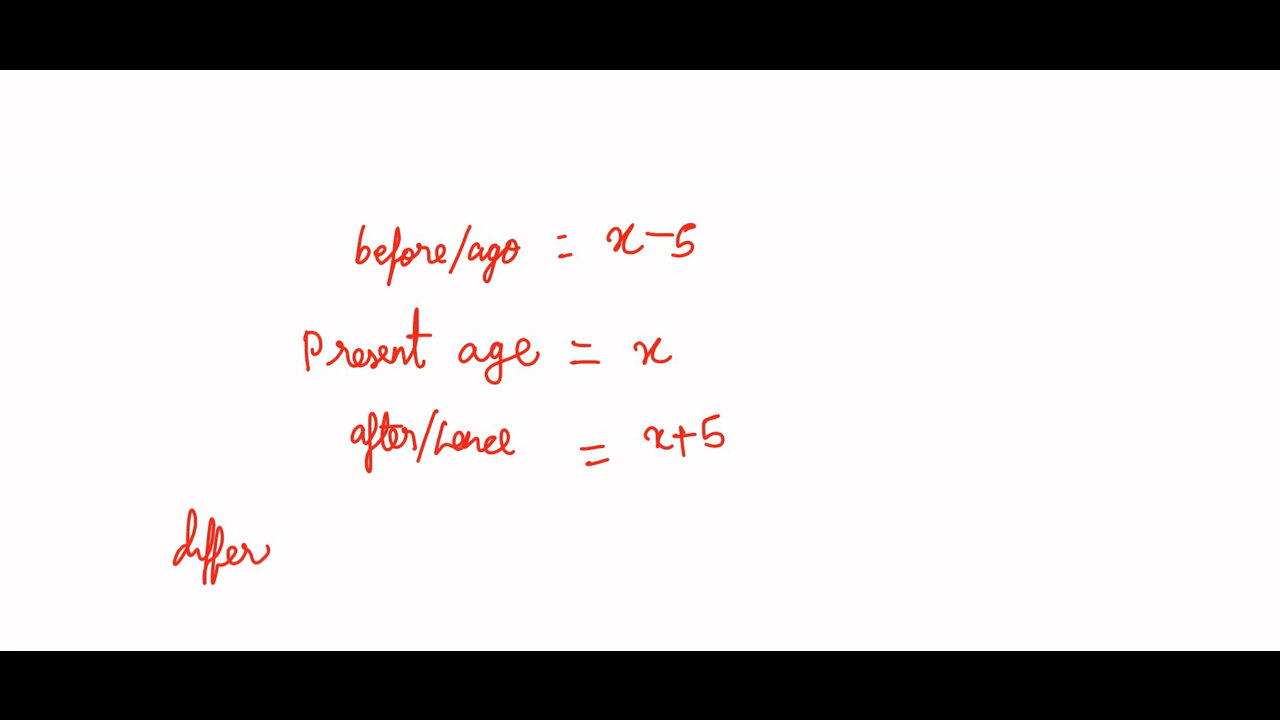 before/ago = x-5
Present age = x
after/hence = x+5
differ